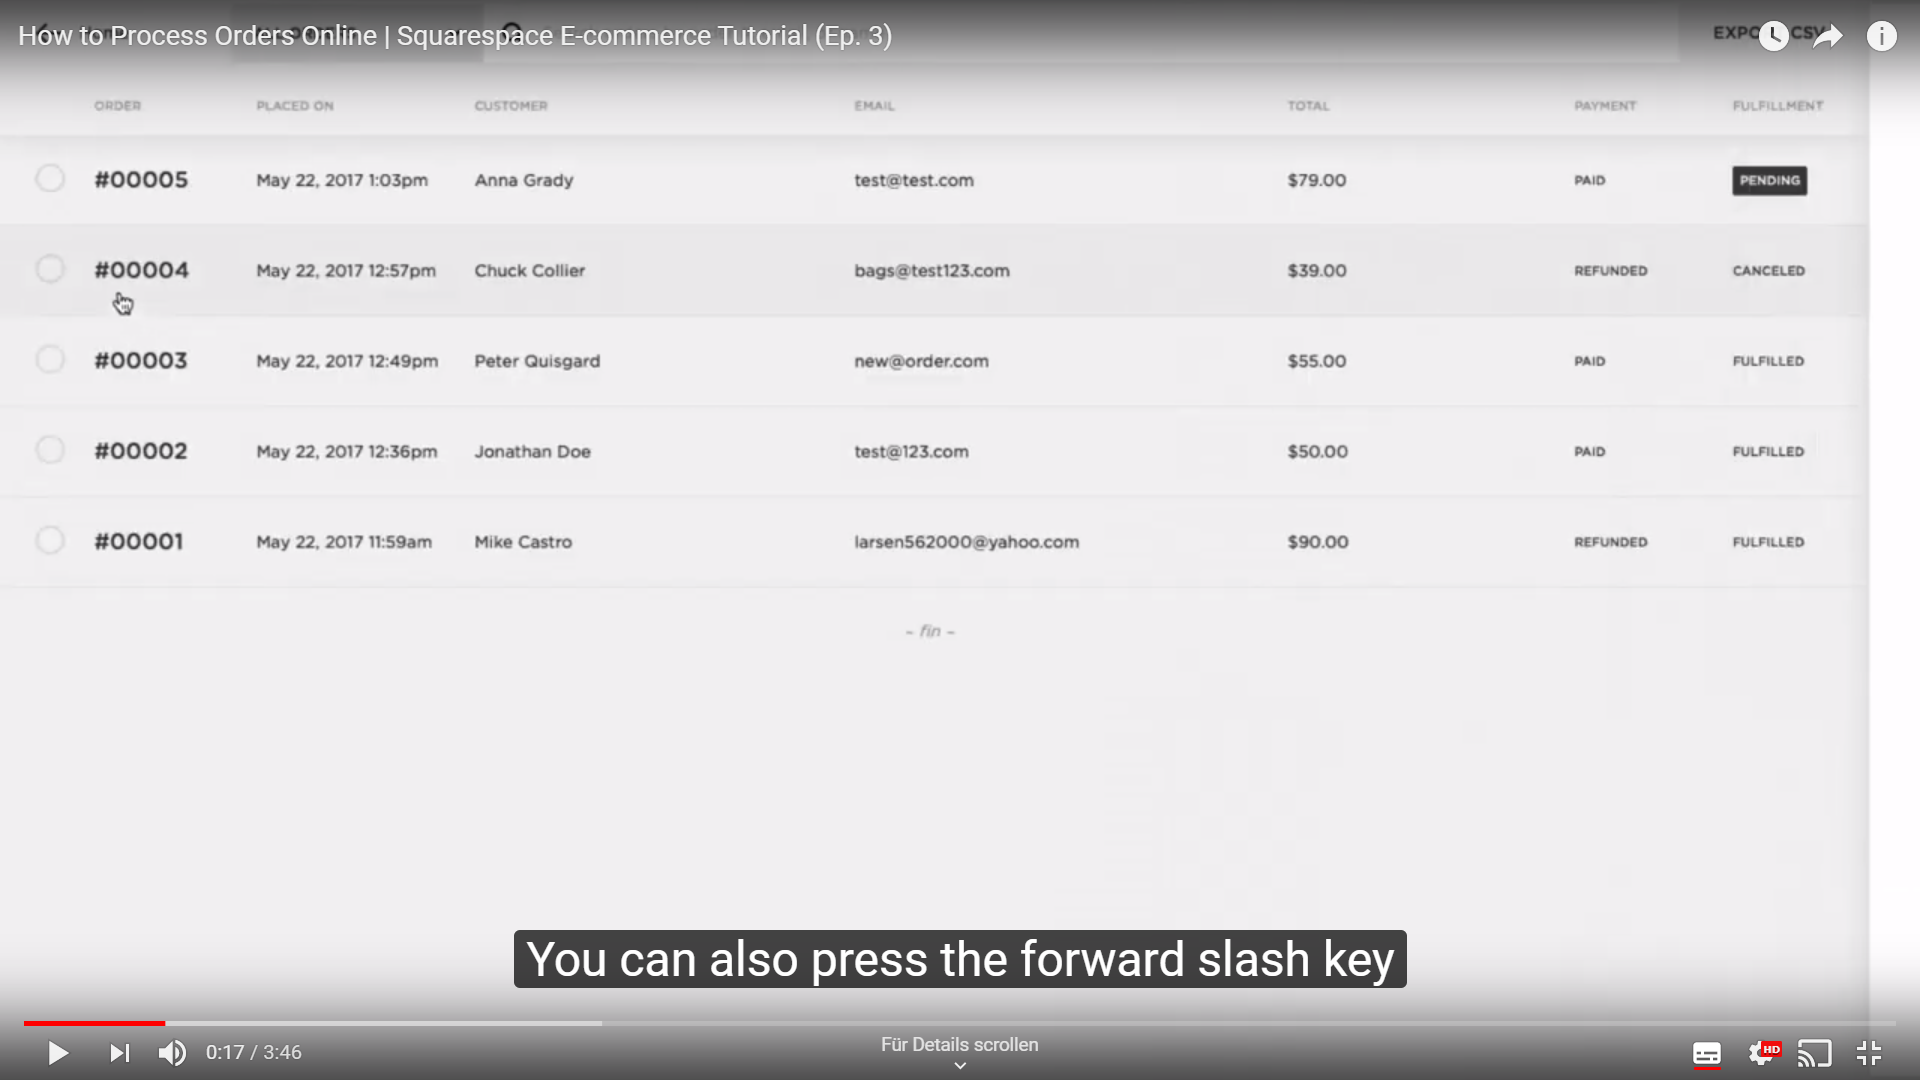 How to Process Orders Online | Squarespace E-commerce Tutorial (Ep. 3)
ORDER PLACED ON CUSTOMER EMAIL TOTAL PAYMENT FULFILLMENT
#00005 May 22, 2017 1:03pm Anna Grady test@test.com $79.00 PAID PENDING
#00004 May 22, 2017 12:57pm Chuck Collier bags@test123.com $39.00 REFUNDED CANCELED
#00003 May 22, 2017 12:49pm Peter Quisgard new@order.com $55.00 PAID FULFILLED
#00002 May 22, 2017 12:36pm Jonathan Doe test@123.com $50.00 PAID FULFILLED
#00001 May 22, 2017 11:59am Mike Castro larsen562000@yahoo.com $90.00 REFUNDED FULFILLED
- fin -
You can also press the forward slash key
0:17 / 3:46
Für Details scrollen
HD